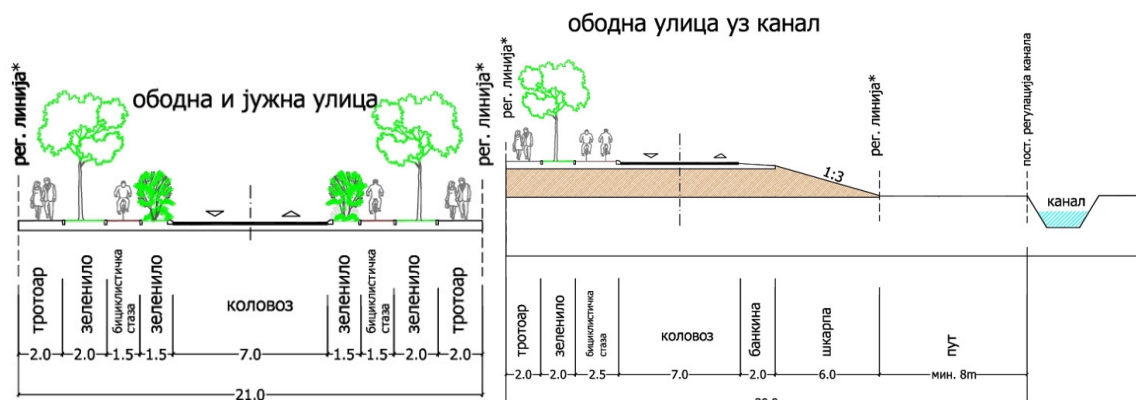 ободна улица уз канал
ободна и јужна улица
рег. линија*
рег. линија*
рег. линија*
рег. линија*
пост. регулација канала
1:3
канал
тротоар
зеленило
бициклистичка
стаза
зеленило
коловоз
зеленило
бициклистичка
стаза
зеленило
тротоар
2.0
2.0
1.5
1.5
7.0
1.5
1.5
2.0
2.0
21.0
тротоар
зеленило
бициклистичка
стаза
коловоз
банкина
шкарпа
пут
2.0
2.0
2.5
7.0
2.0
6.0
мин. 8m